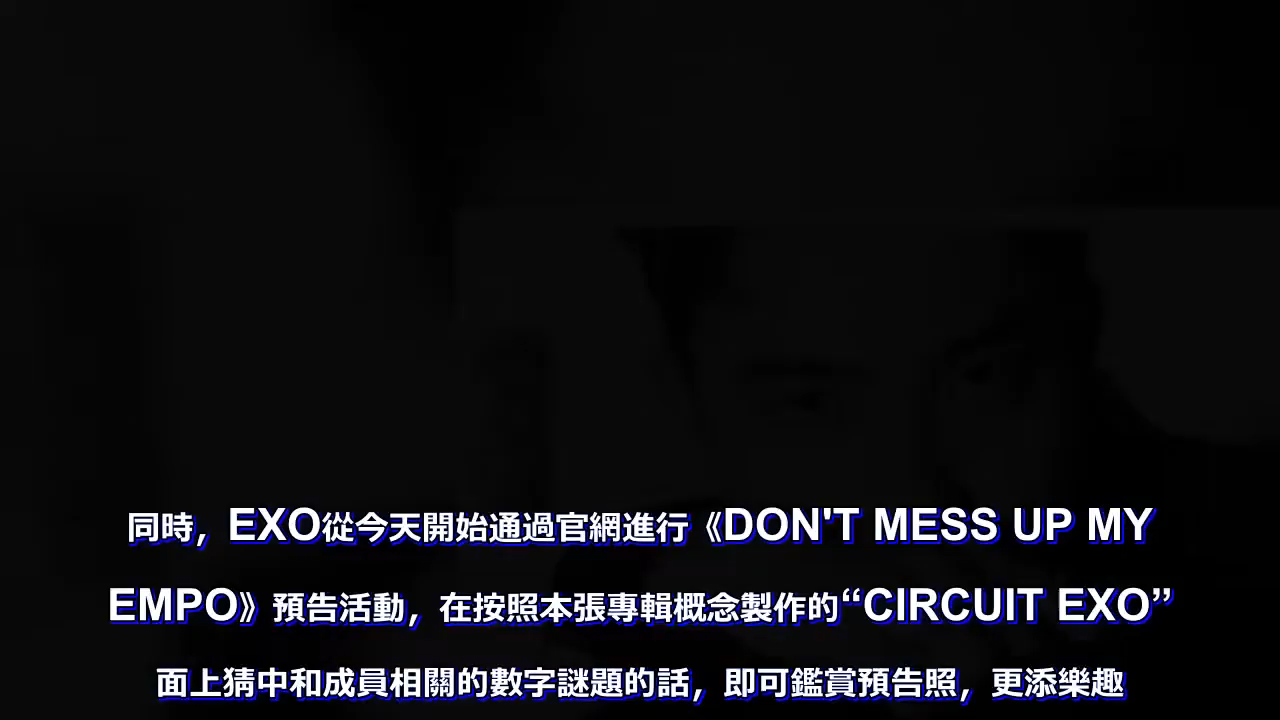 同時，EXO從今天開始通過官網進行《DON'T MESS UP MY
EMPO》預告活動，在按照本張專輯概念製作的“CIRCUIT EXO”
面上猜中和成員相關的數字謎題的話，即可鑑賞預告照，更添樂趣